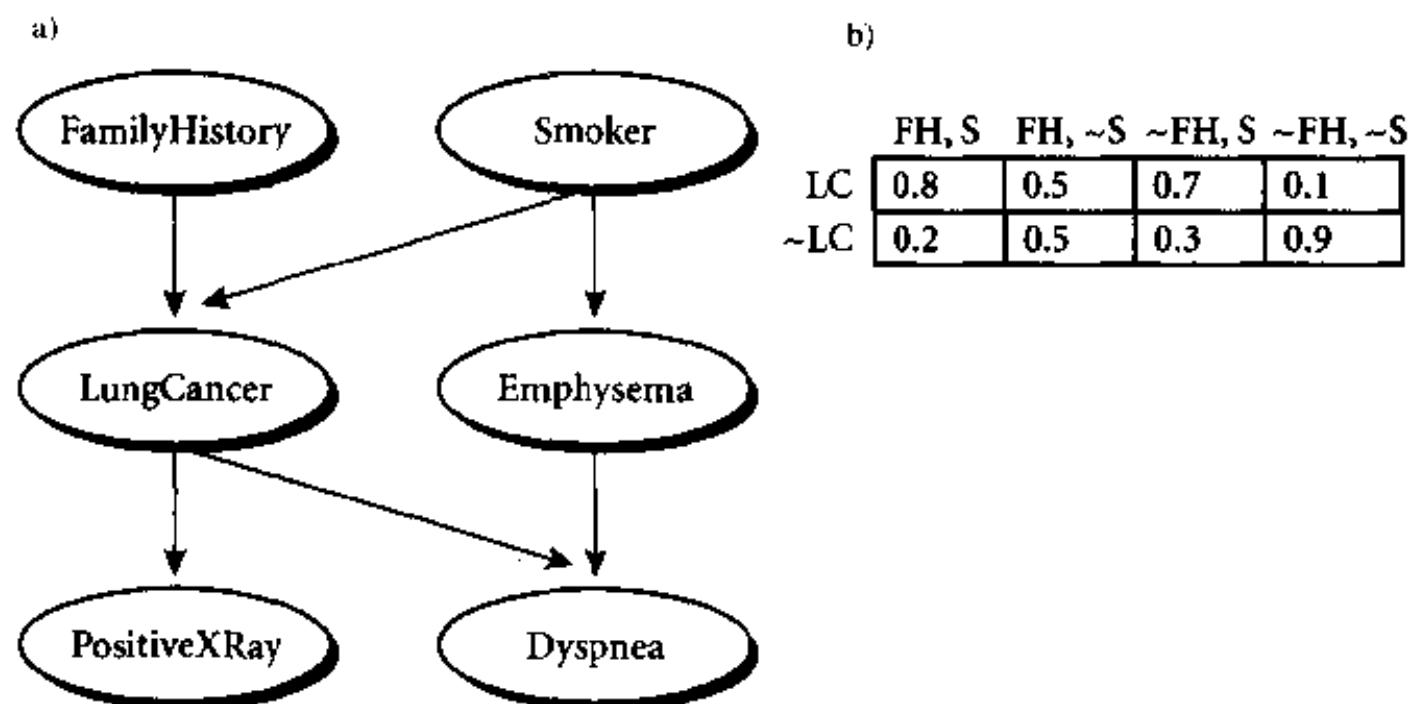 a)
b)
FamilyHistory
Smoker
FH, S FH, ~S ~FH, S ~FH, ~S
LC 0.8 0.5 0.7 0.1
~LC 0.2 0.5 0.3 0.9
LungCancer
Emphysema
PositiveXRay
Dyspnea